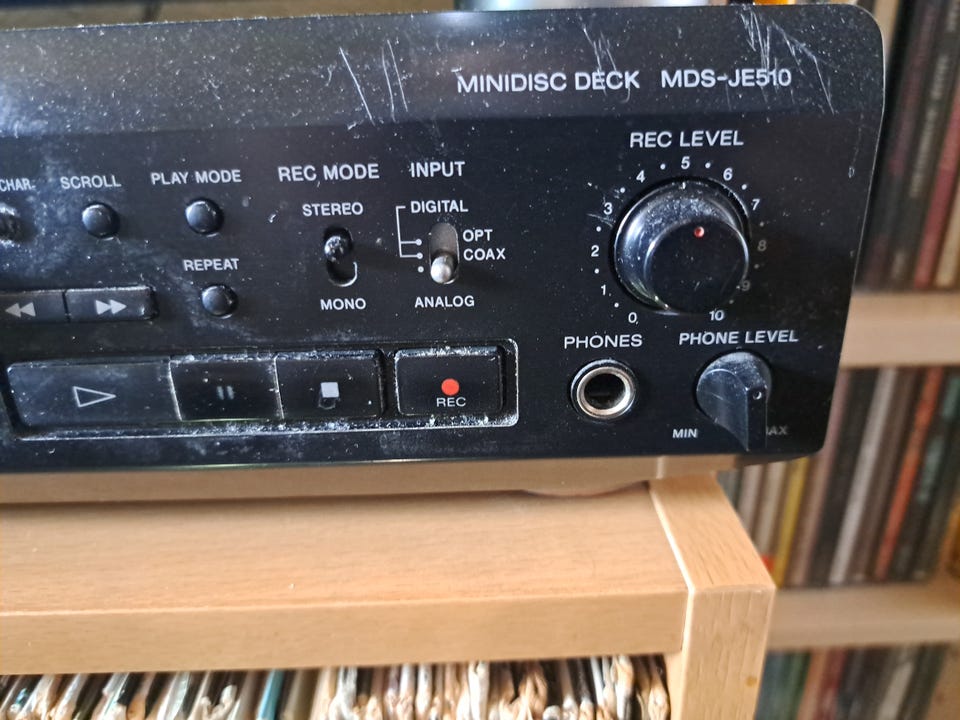 MINIDISC DECK MDS-JE510
REC LEVEL
CHAR. SCROLL PLAY MODE REC MODE INPUT
STEREO DIGITAL
OPT
COAX
REPEAT
MONO ANALOG
0 1 2 3 4 5 6 7 8 9 10
PHONES PHONE LEVEL
REC
MIN